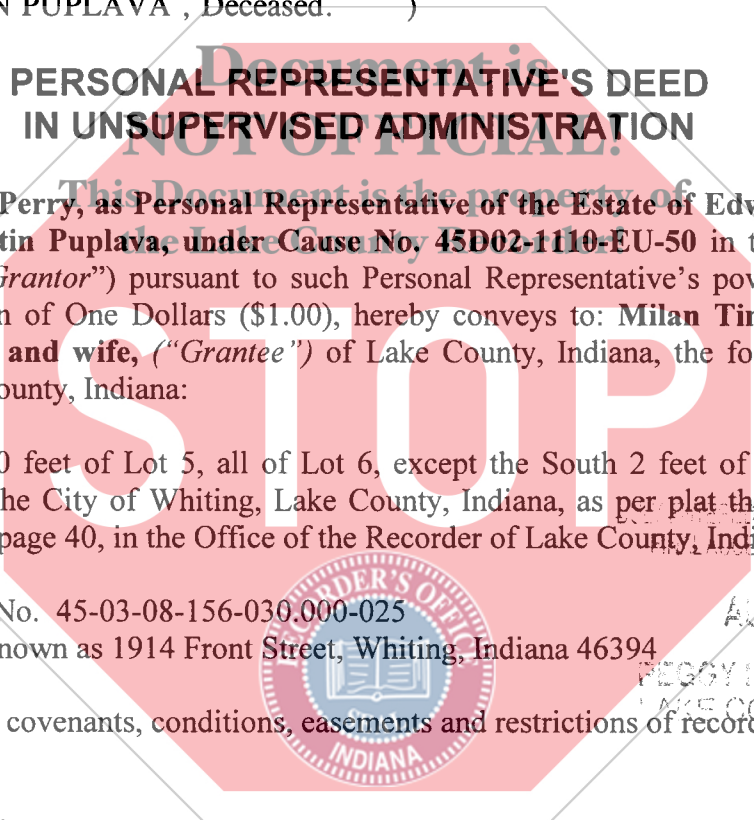 N PUPLAVA , Deceased. )
Document is
PERSONAL REPRESENTATIVE'S DEED
IN UNSUPERVISED ADMINISTRATION
NOT OFFICIAL!
This Document is the property of
Perry, as Personal Representative of the Estate of Edw
the Lake County Recorder!
tin Puplava, under Cause No. 45D02-1110-EU-50 in t
Grantor”) pursuant to such Personal Representative’s pov
n of One Dollars ($1.00), hereby conveys to: Milan Tin
and wife, (“Grantee”) of Lake County, Indiana, the fo
ounty, Indiana:
STOP
0 feet of Lot 5, all of Lot 6, except the South 2 feet of
he City of Whiting, Lake County, Indiana, as per plat th
page 40, in the Office of the Recorder of Lake County, Indi
No. 45-03-08-156-030.000-025
nown as 1914 Front Street, Whiting, Indiana 46394
PEGGY
LAKE CO
covenants, conditions, easements and restrictions of record
RECORDER'S OFFICE
SEAL
INDIANA